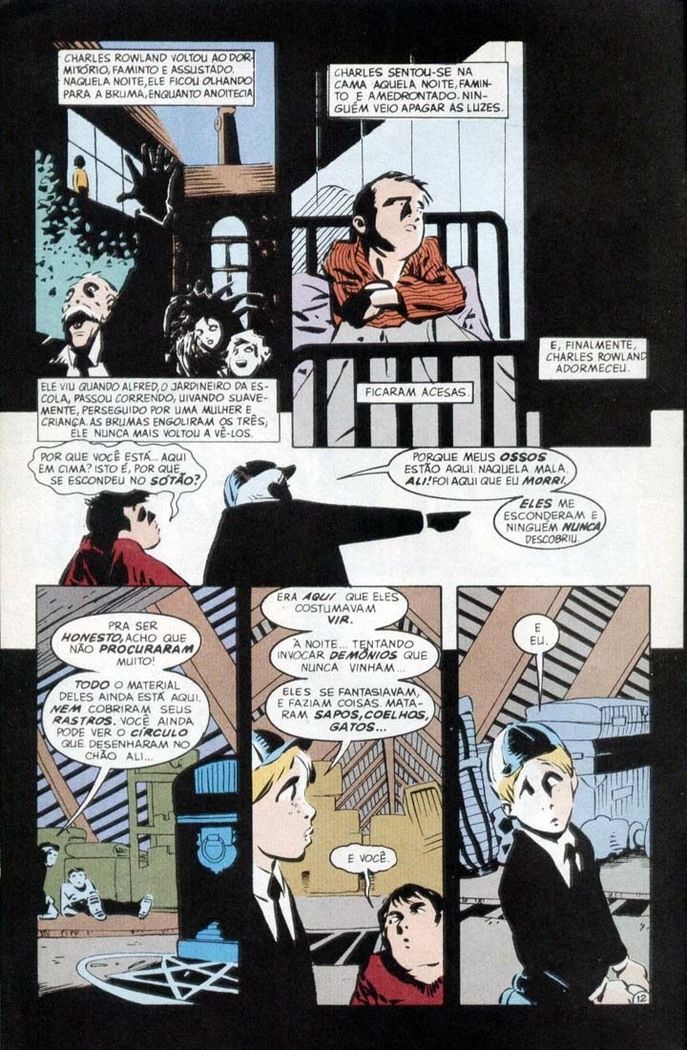 CHARLES ROWLAND VOLTOU AO DOR-
MITÓRIO, FAMINTO E ASSUSTADO.
NAQUELA NOITE, ELE FICOU OLHANDO
PARA A BRUMA, ENQUANTO ANOITECIA
CHARLES SENTOU-SE NA
CAMA AQUELA NOITE, FAMIN-
TO E AMEDRONTADO. NIN-
GUÉM VEIO APAGAR AS LUZES.
ELE VIU QUANDO ALFRED, O JARDINEIRO DA ES-
COLA, PASSOU CORRENDO, UIVANDO SUAVE-
MENTE, PERSEGUIDO POR UMA MULHER E
CRIANÇA. AS BRUMAS ENGOLIRAM OS TRÊS;
ELE NUNCA MAIS VOLTOU A VÊ-LOS.
FICARAM ACESAS.
E, FINALMENTE,
CHARLES ROWLAND
ADORMECEU.
POR QUE VOCÊ ESTÁ... AQUI
EM CIMA? ISTO É, POR QUE
SE ESCONDEU NO SÓTÃO?
PORQUE MEUS OSSOS
ESTÃO AQUI. NAQUELA MALA.
ALI! FOI AQUI QUE EU MORRI.
ELES ME
ESCONDERAM E
NINGUÉM NUNCA
DESCOBRIU.
PRA SER
HONESTO, ACHO QUE
NÃO PROCURARAM
MUITO!
TODO O MATERIAL
DELES AINDA ESTÁ AQUI.
NEM COBRIRAM SEUS
RASTROS. VOCÊ AINDA
PODE VER O CÍRCULO
QUE DESENHARAM NO
CHÃO ALI...
ERA AQUI QUE ELES
COSTUMAVAM
VIR.
À NOITE... TENTANDO
INVOCAR DEMÔNIOS QUE
NUNCA VINHAM...
ELES SE FANTASIAVAM,
E FAZIAM COISAS. MATA-
RAM SAPOS, COELHOS,
GATOS...
E VOCÊ.
E
EU.
12